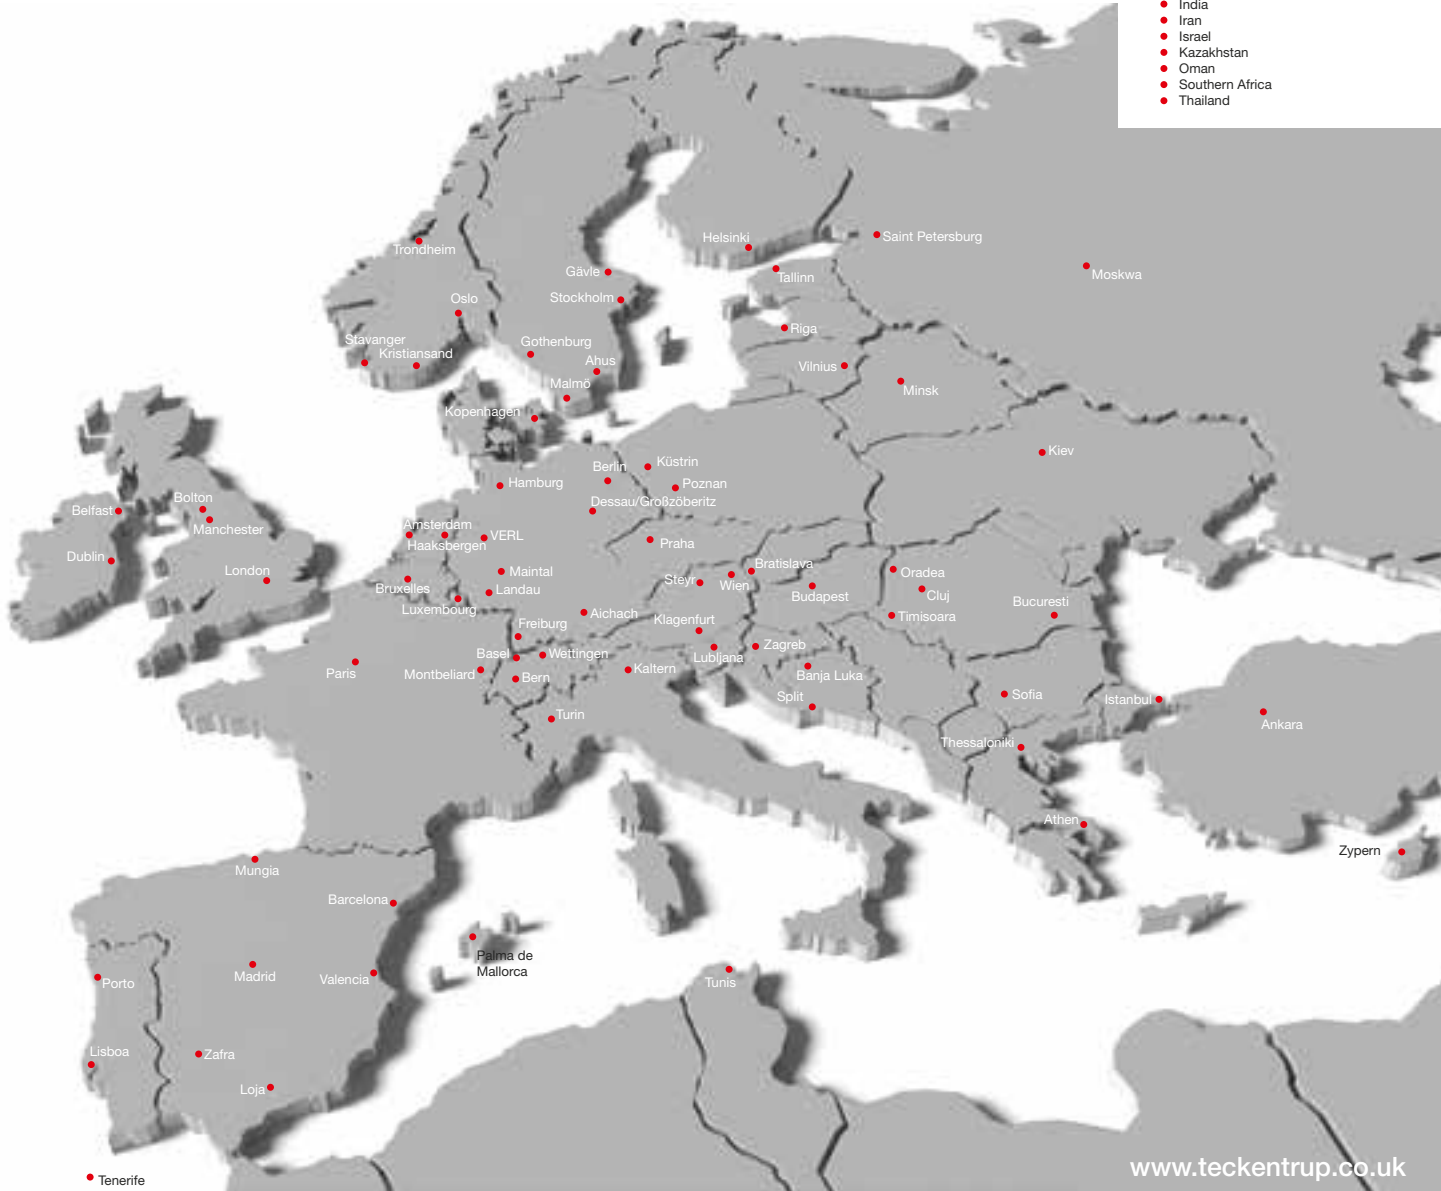 India
Iran
Israel
Kazakhstan
Oman
Southern Africa
Thailand
Saint Petersburg
Helsinki
Trondheim
Moskwa
Gävle
Tallinn
Oslo
Stockholm
Riga
Stavanger
Gothenburg
Kristiansand
Ahus
Vilnius
Malmö
Minsk
Kopenhagen
Kiev
Küstrin
Berlin
Hamburg
Poznan
Bolton
Dessau/Großzöberitz
Belfast
Manchester
Amsterdam
VERL
Haaksbergen
Praha
Dublin
London
Maintal
Bratislava
Oradea
Bruxelles
Landau
Steyr
Wien
Budapest
Cluj
Luxembourg
Aichach
Bucuresti
Klagenfurt
Timisoara
Freiburg
Basel
Wettingen
Lubljana
Zagreb
Paris
Montbeliard
Bern
Kaltern
Banja Luka
Split
Sofia
Istanbul
Turin
Ankara
Thessaloniki
Athen
Zypern
Mungia
Barcelona
Palma de
Mallorca
Madrid
Valencia
Tunis
Porto
Lisboa
Zafra
Loja
www.teckentrup.co.uk
Tenerife